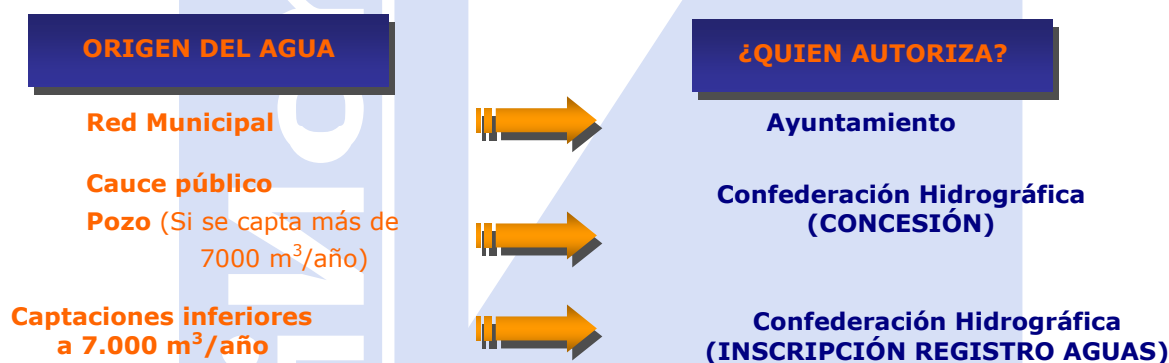 ORIGEN DEL AGUA
¿QUIEN AUTORIZA?
Red Municipal
Ayuntamiento
Cauce público
Pozo (Si se capta más de
7000 m³/año)
Confederación Hidrográfica
(CONCESIÓN)
Captaciones inferiores
a 7.000 m³/año
Confederación Hidrográfica
(INSCRIPCIÓN REGISTRO AGUAS)